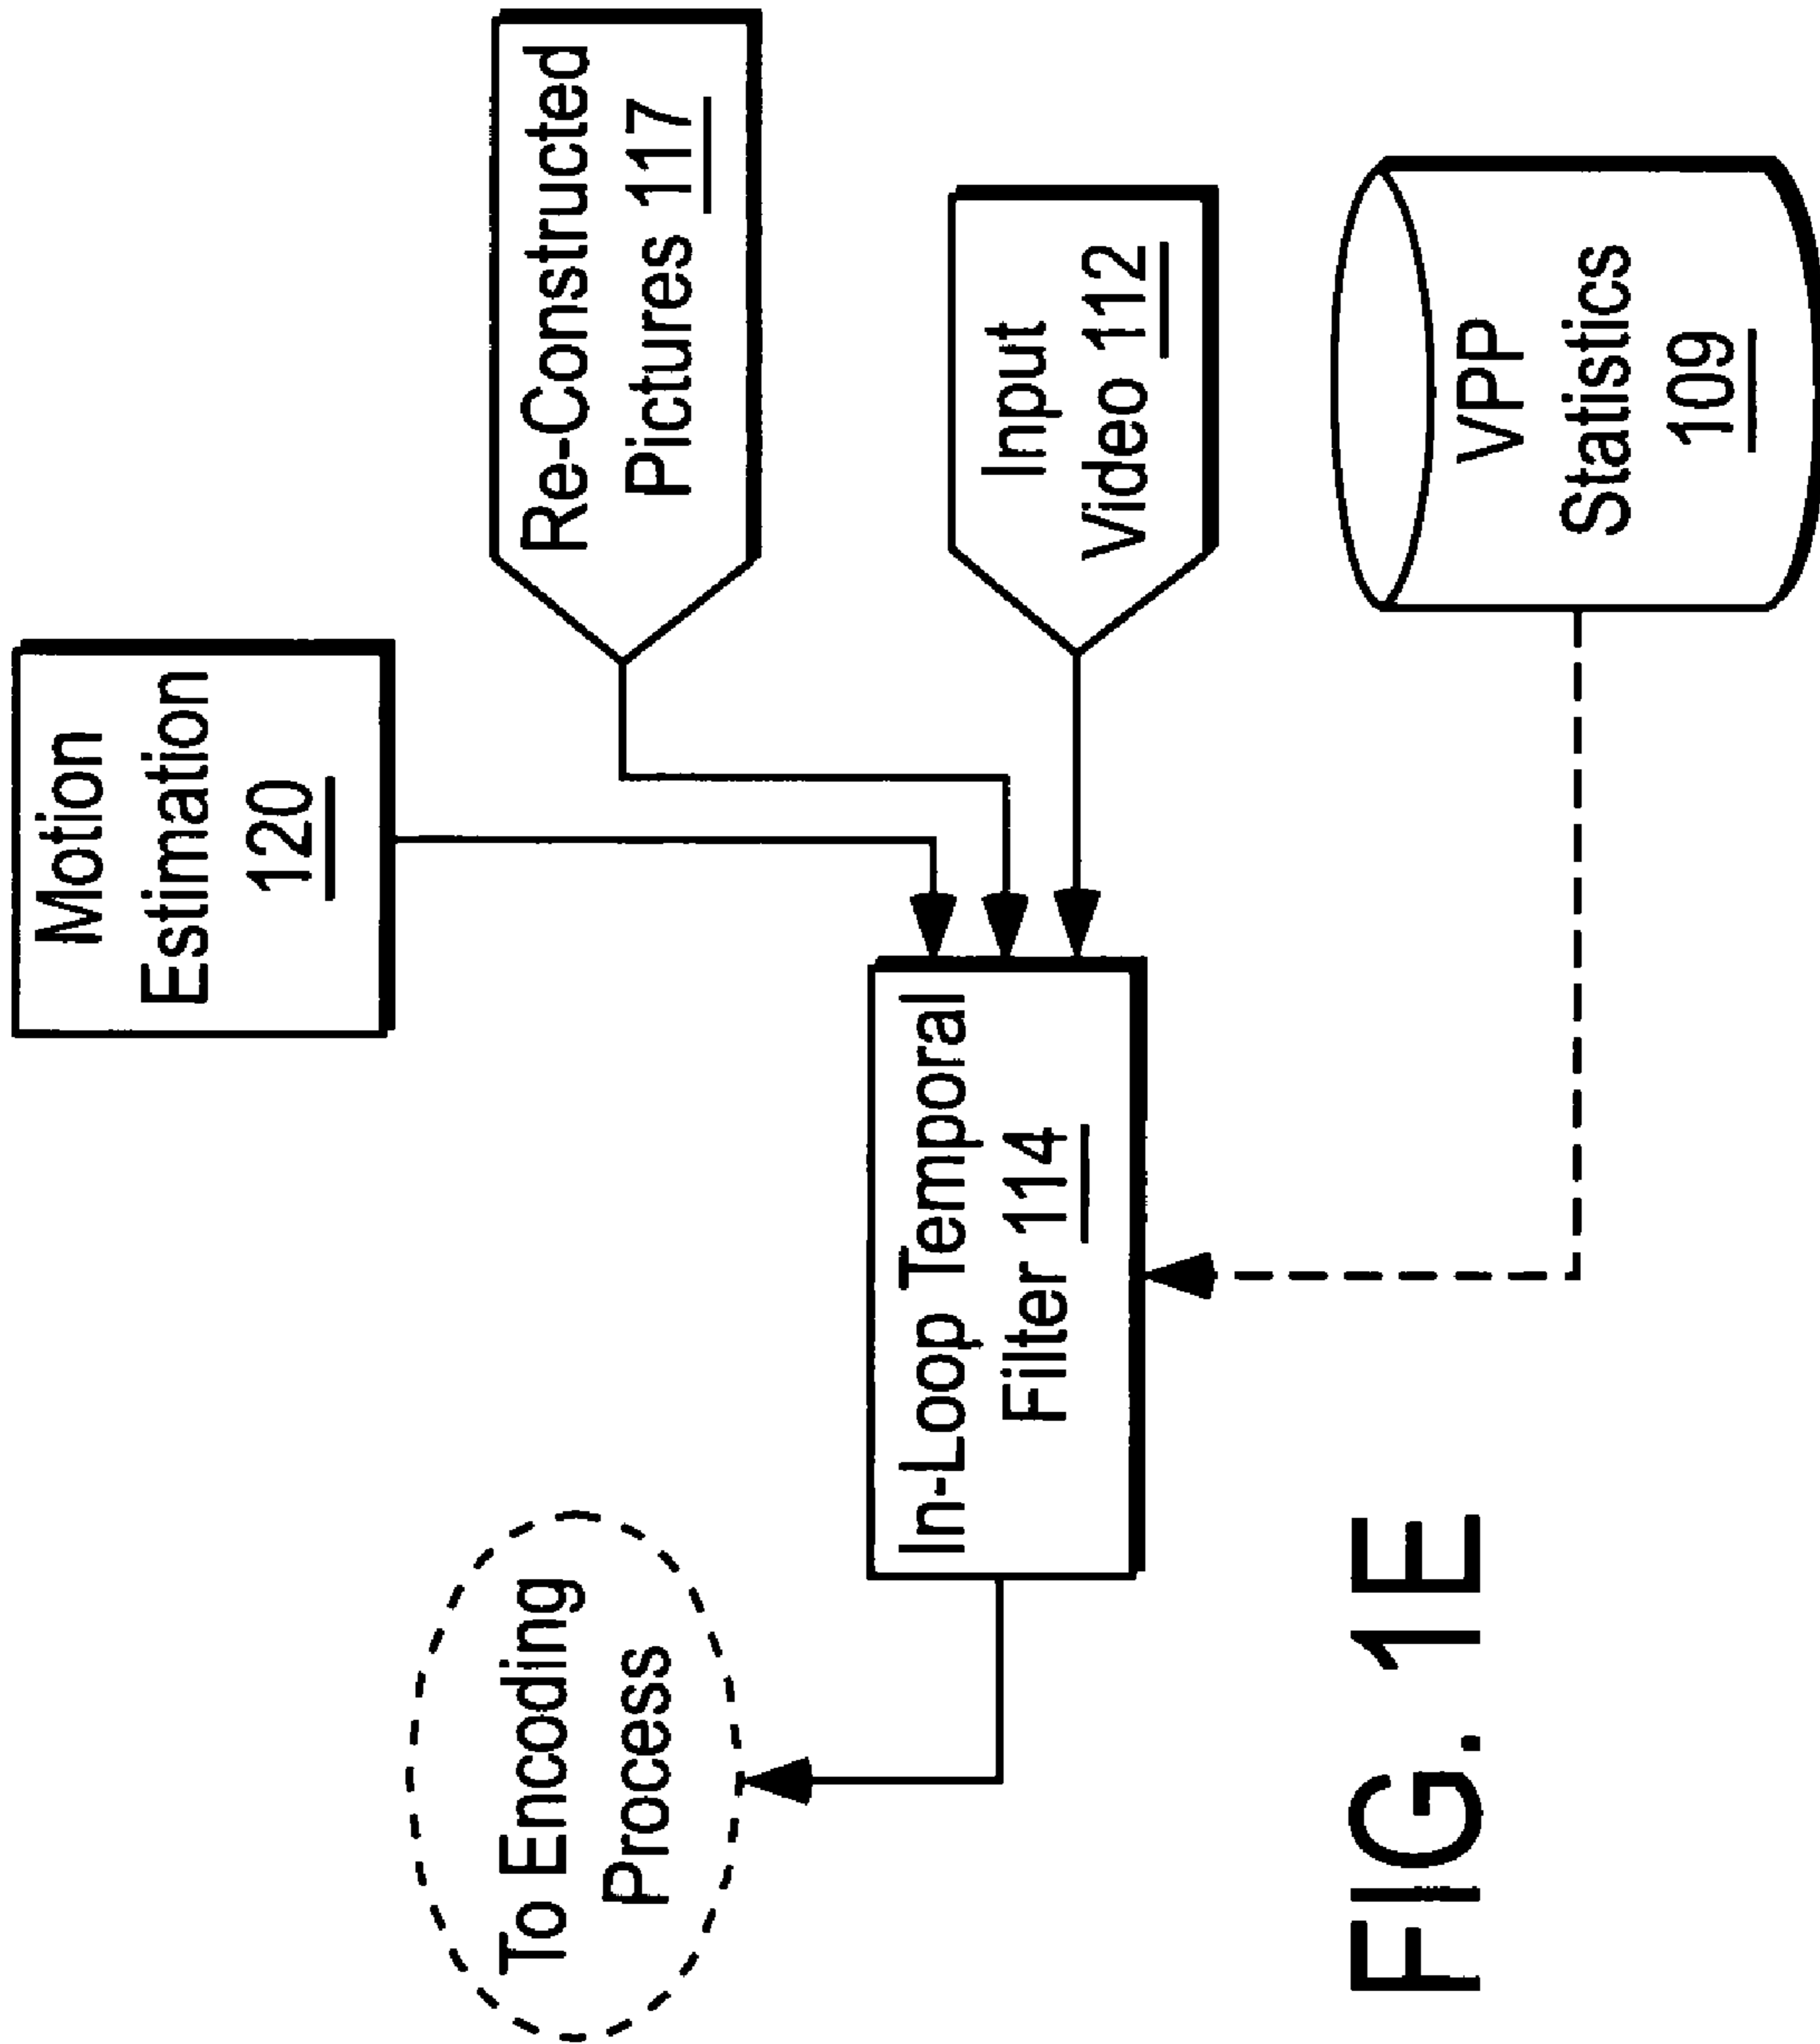 Motion
Estimation
120
Re-Constructed
Pictures 117
To Encoding
Process
In-Loop Temporal
Filter 114
Input
Video 112
VPP
Statistics
109
FIG. 1E